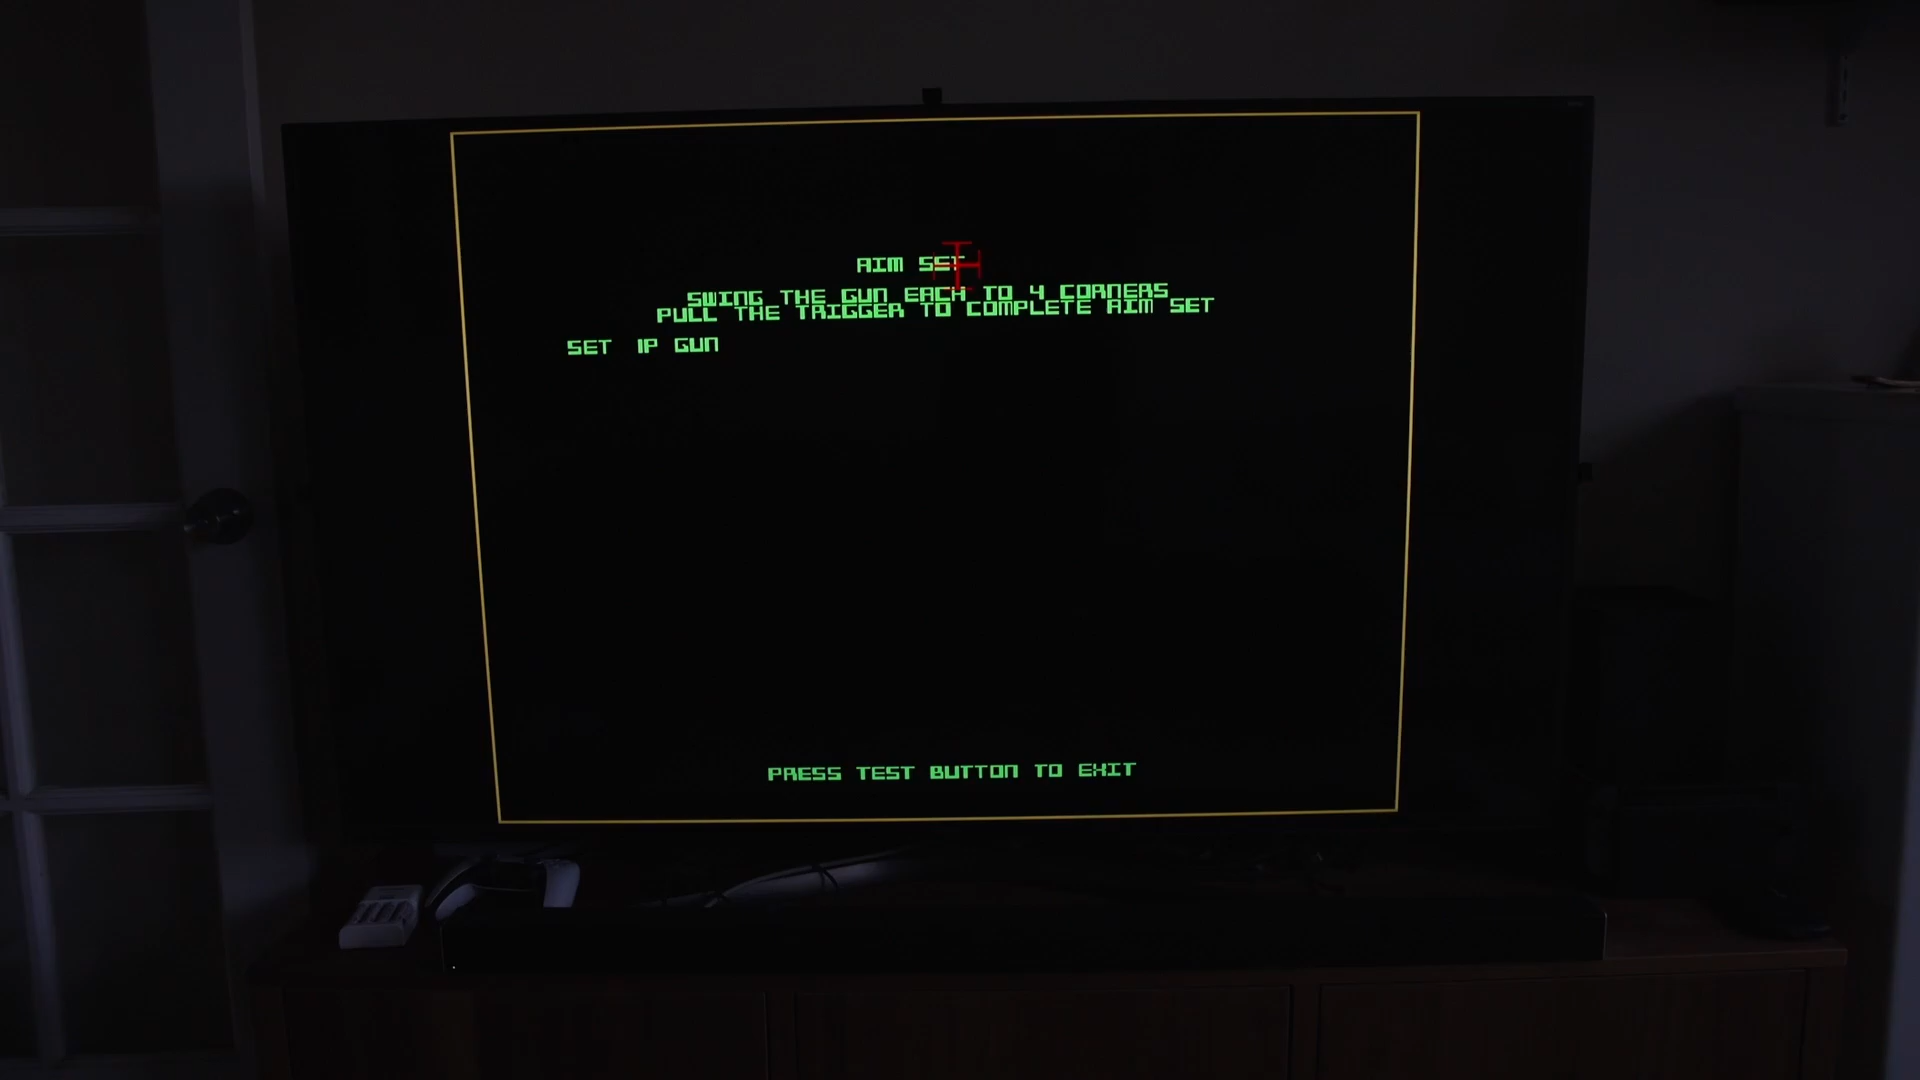 AIM SET
SWING THE GUN EACH TO 4 CORNERS
PULL THE TRIGGER TO COMPLETE AIM SET
SET 1P GUN
PRESS TEST BUTTON TO EXIT